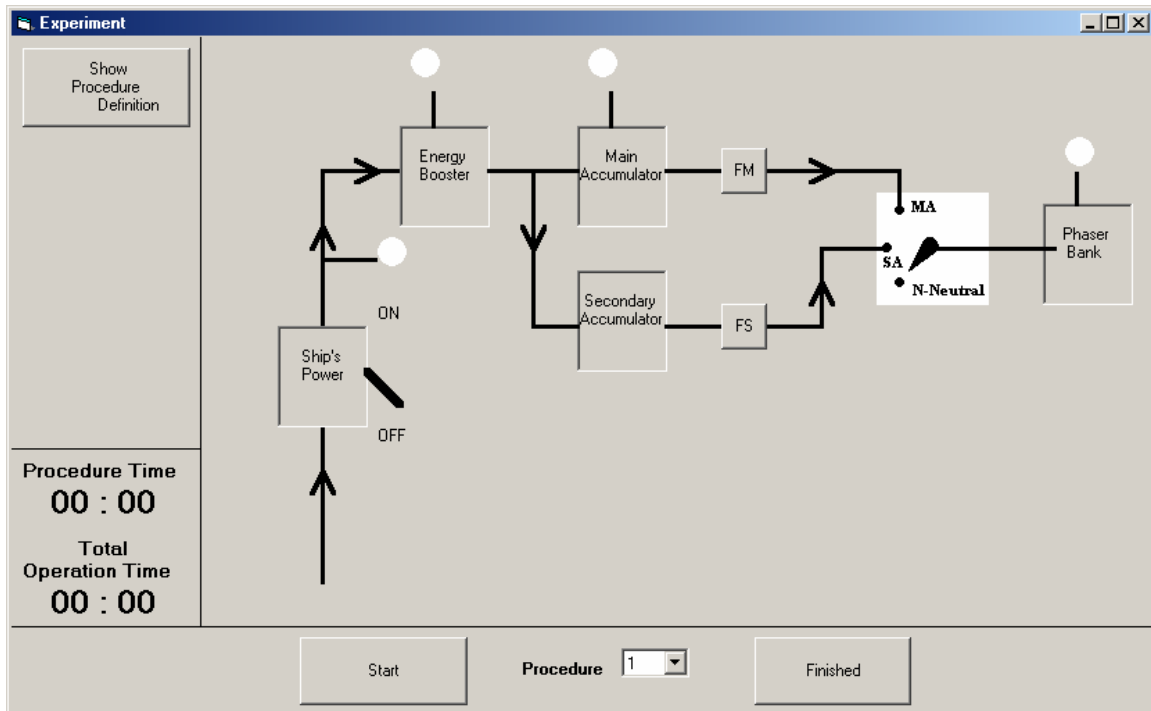 Experiment
Show
Procedure
Definition
Energy
Booster
Main
Accumulator
FM
MA
SA
N-Neutral
Phaser
Bank
ON
Secondary
Accumulator
FS
Ship's
Power
OFF
Procedure Time
00 : 00
Total
Operation Time
00 : 00
Start
Procedure
1
Finished